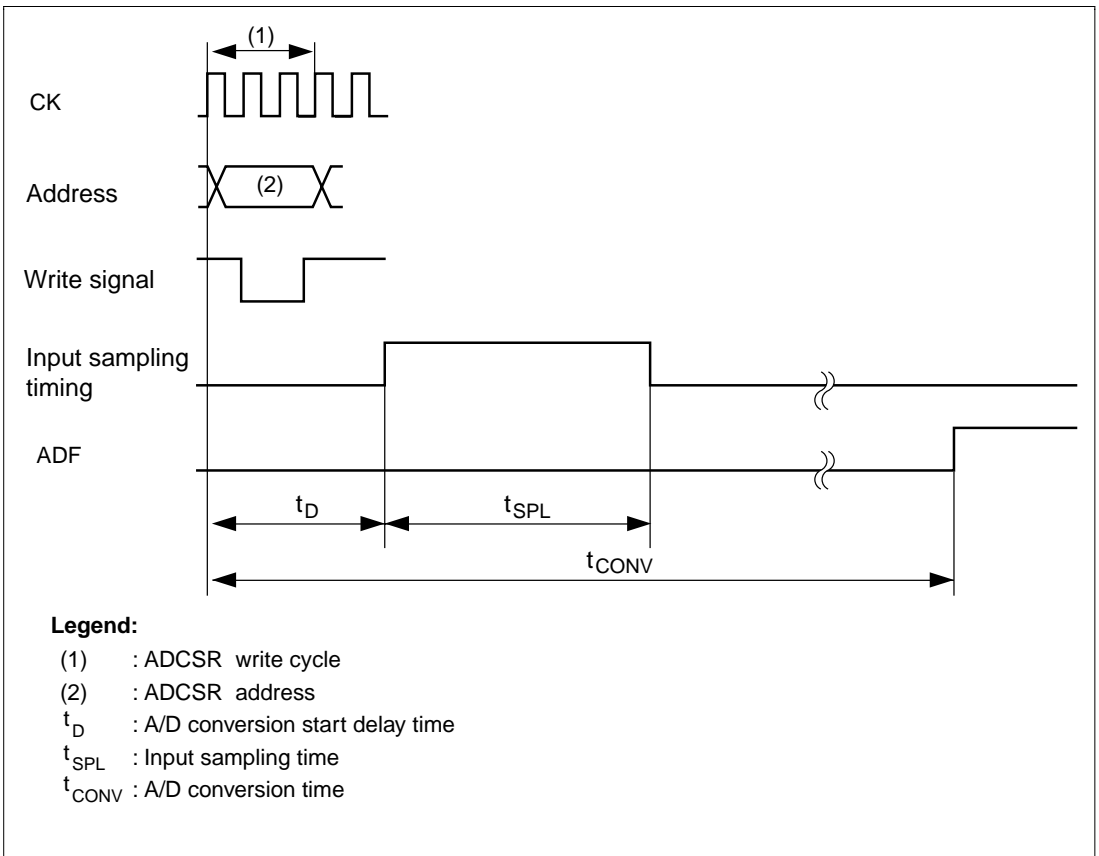 (1)
CK
Address
(2)
Write signal
Input sampling
timing
ADF
tD
tSPL
tCONV
Legend:
(1) : ADCSR write cycle
(2) : ADCSR address
tD : A/D conversion start delay time
tSPL : Input sampling time
tCONV : A/D conversion time